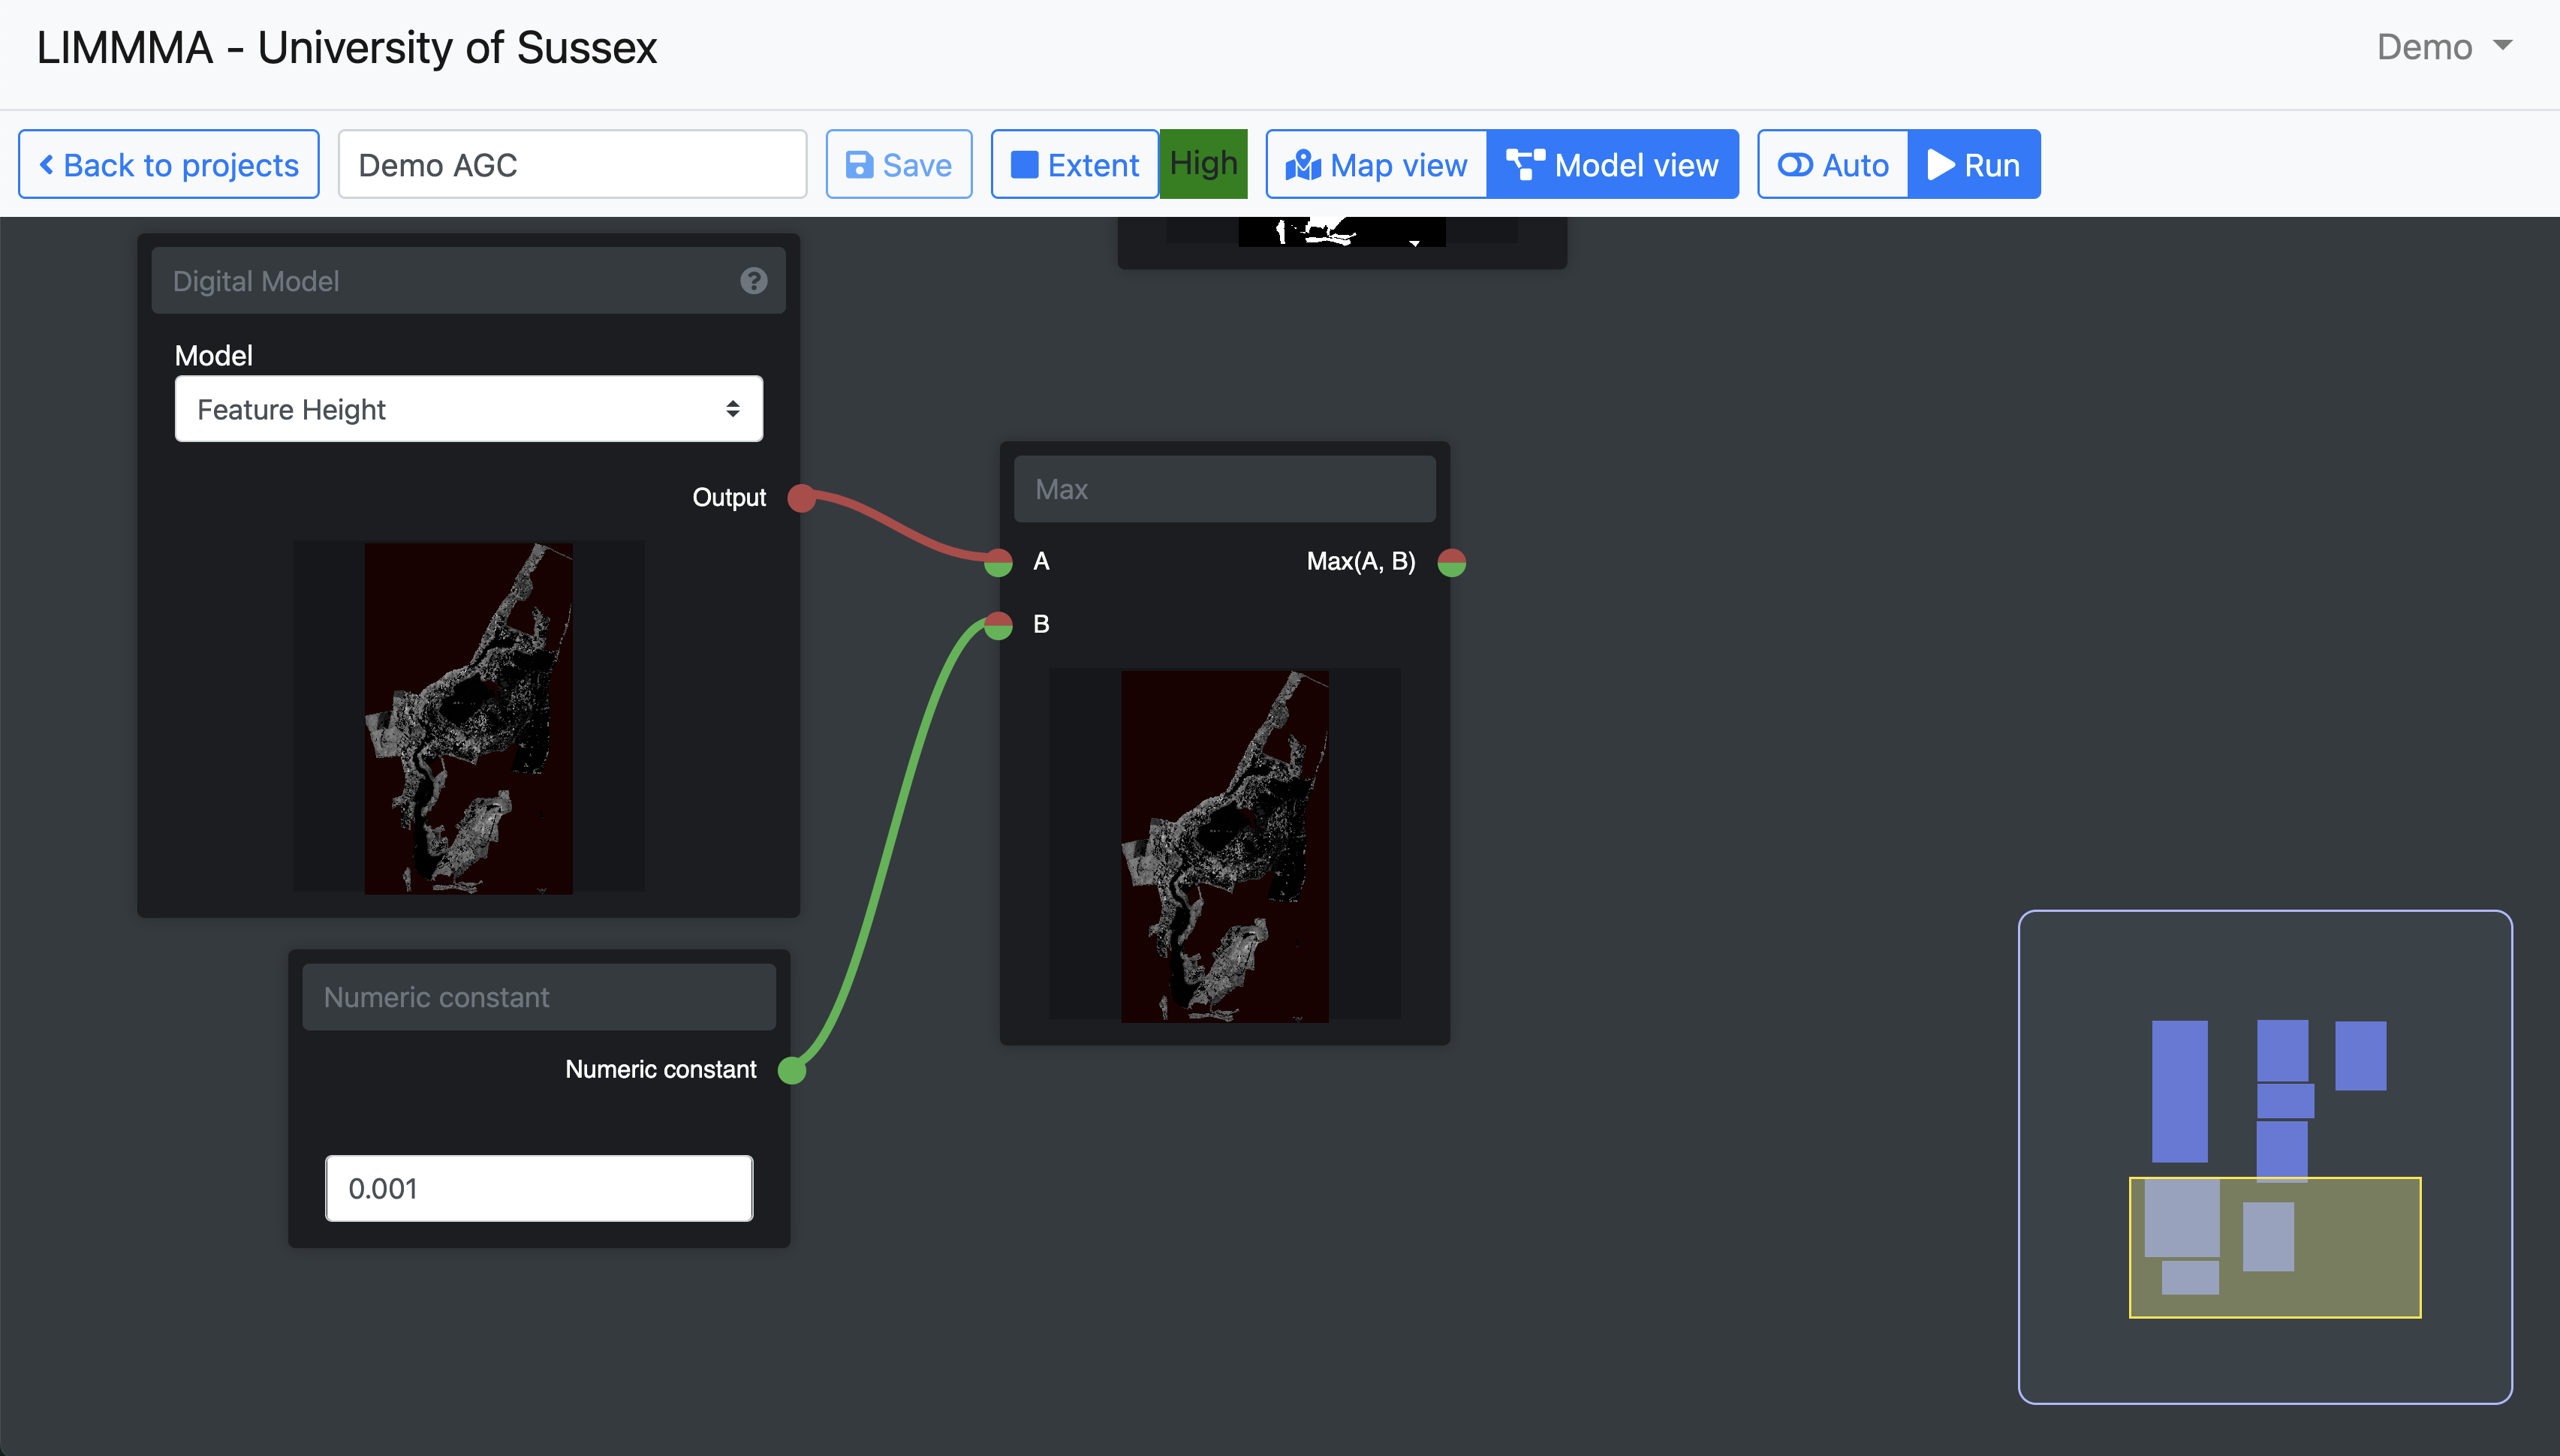 LIMMMA - University of Sussex
Demo
Back to projects
Demo AGC
Save
Extent
High
Map view
Model view
Auto
Run
Digital Model
?
Model
Feature Height
Output
Max
A
Max(A, B)
B
Numeric constant
Numeric constant
0.001